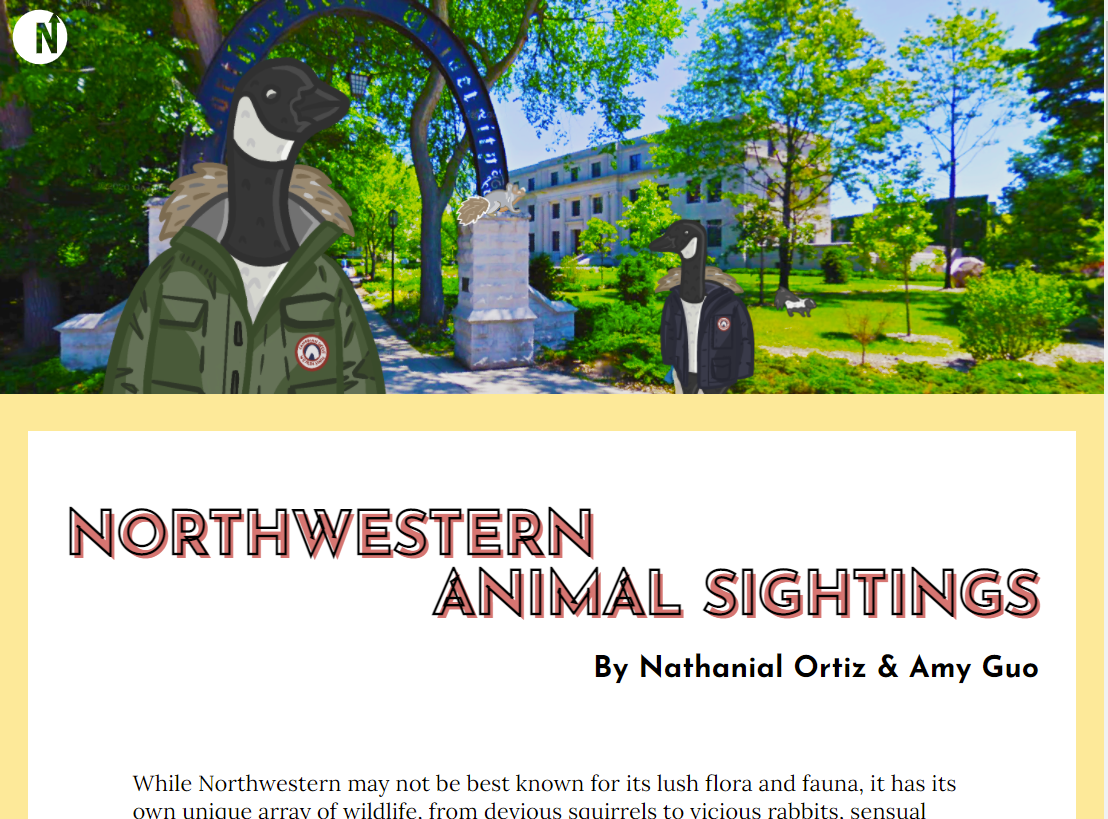 N
NORTHWESTERN
ANIMAL SIGHTINGS
By Nathanial Ortiz & Amy Guo
While Northwestern may not be best known for its lush flora and fauna, it has its
own unique array of wildlife, from devious squirrels to vicious rabbits, sensual